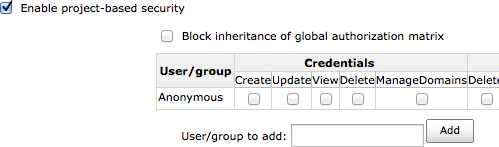 Enable project-based security
Block inheritance of global authorization matrix
User/group Credentials
Create Update View Delete ManageDomains Delete
Anonymous
User/group to add: Add